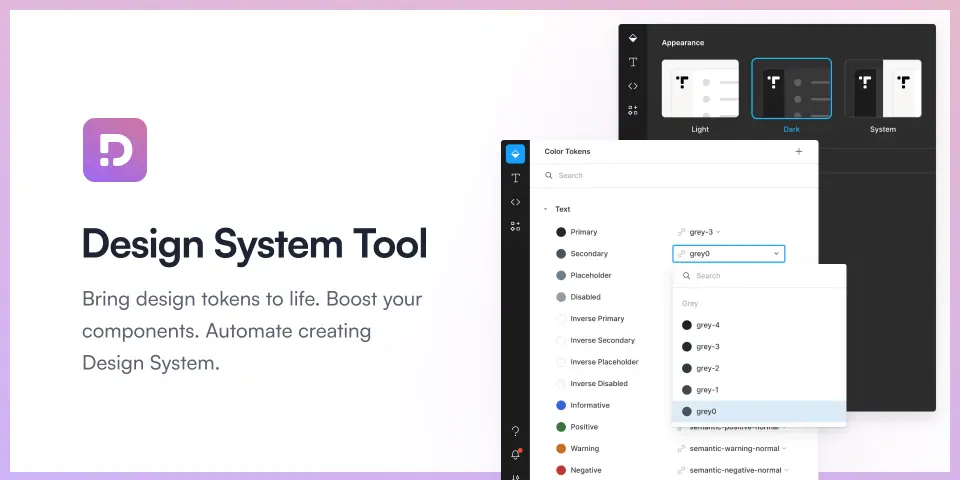 Design System Tool
Bring design tokens to life. Boost your
components. Automate creating
Design System.
Appearance
Light
Dark
System
Color Tokens
Search
Text
Primary
grey-3
Secondary
grey0
Placeholder
Disabled
Inverse Primary
Inverse Secondary
Inverse Placeholder
Inverse Disabled
Informative
Positive
semantic-positive-normal
Warning
semantic-warning-normal
Negative
semantic-negative-normal
Search
Grey
grey-4
grey-3
grey-2
grey-1
grey0